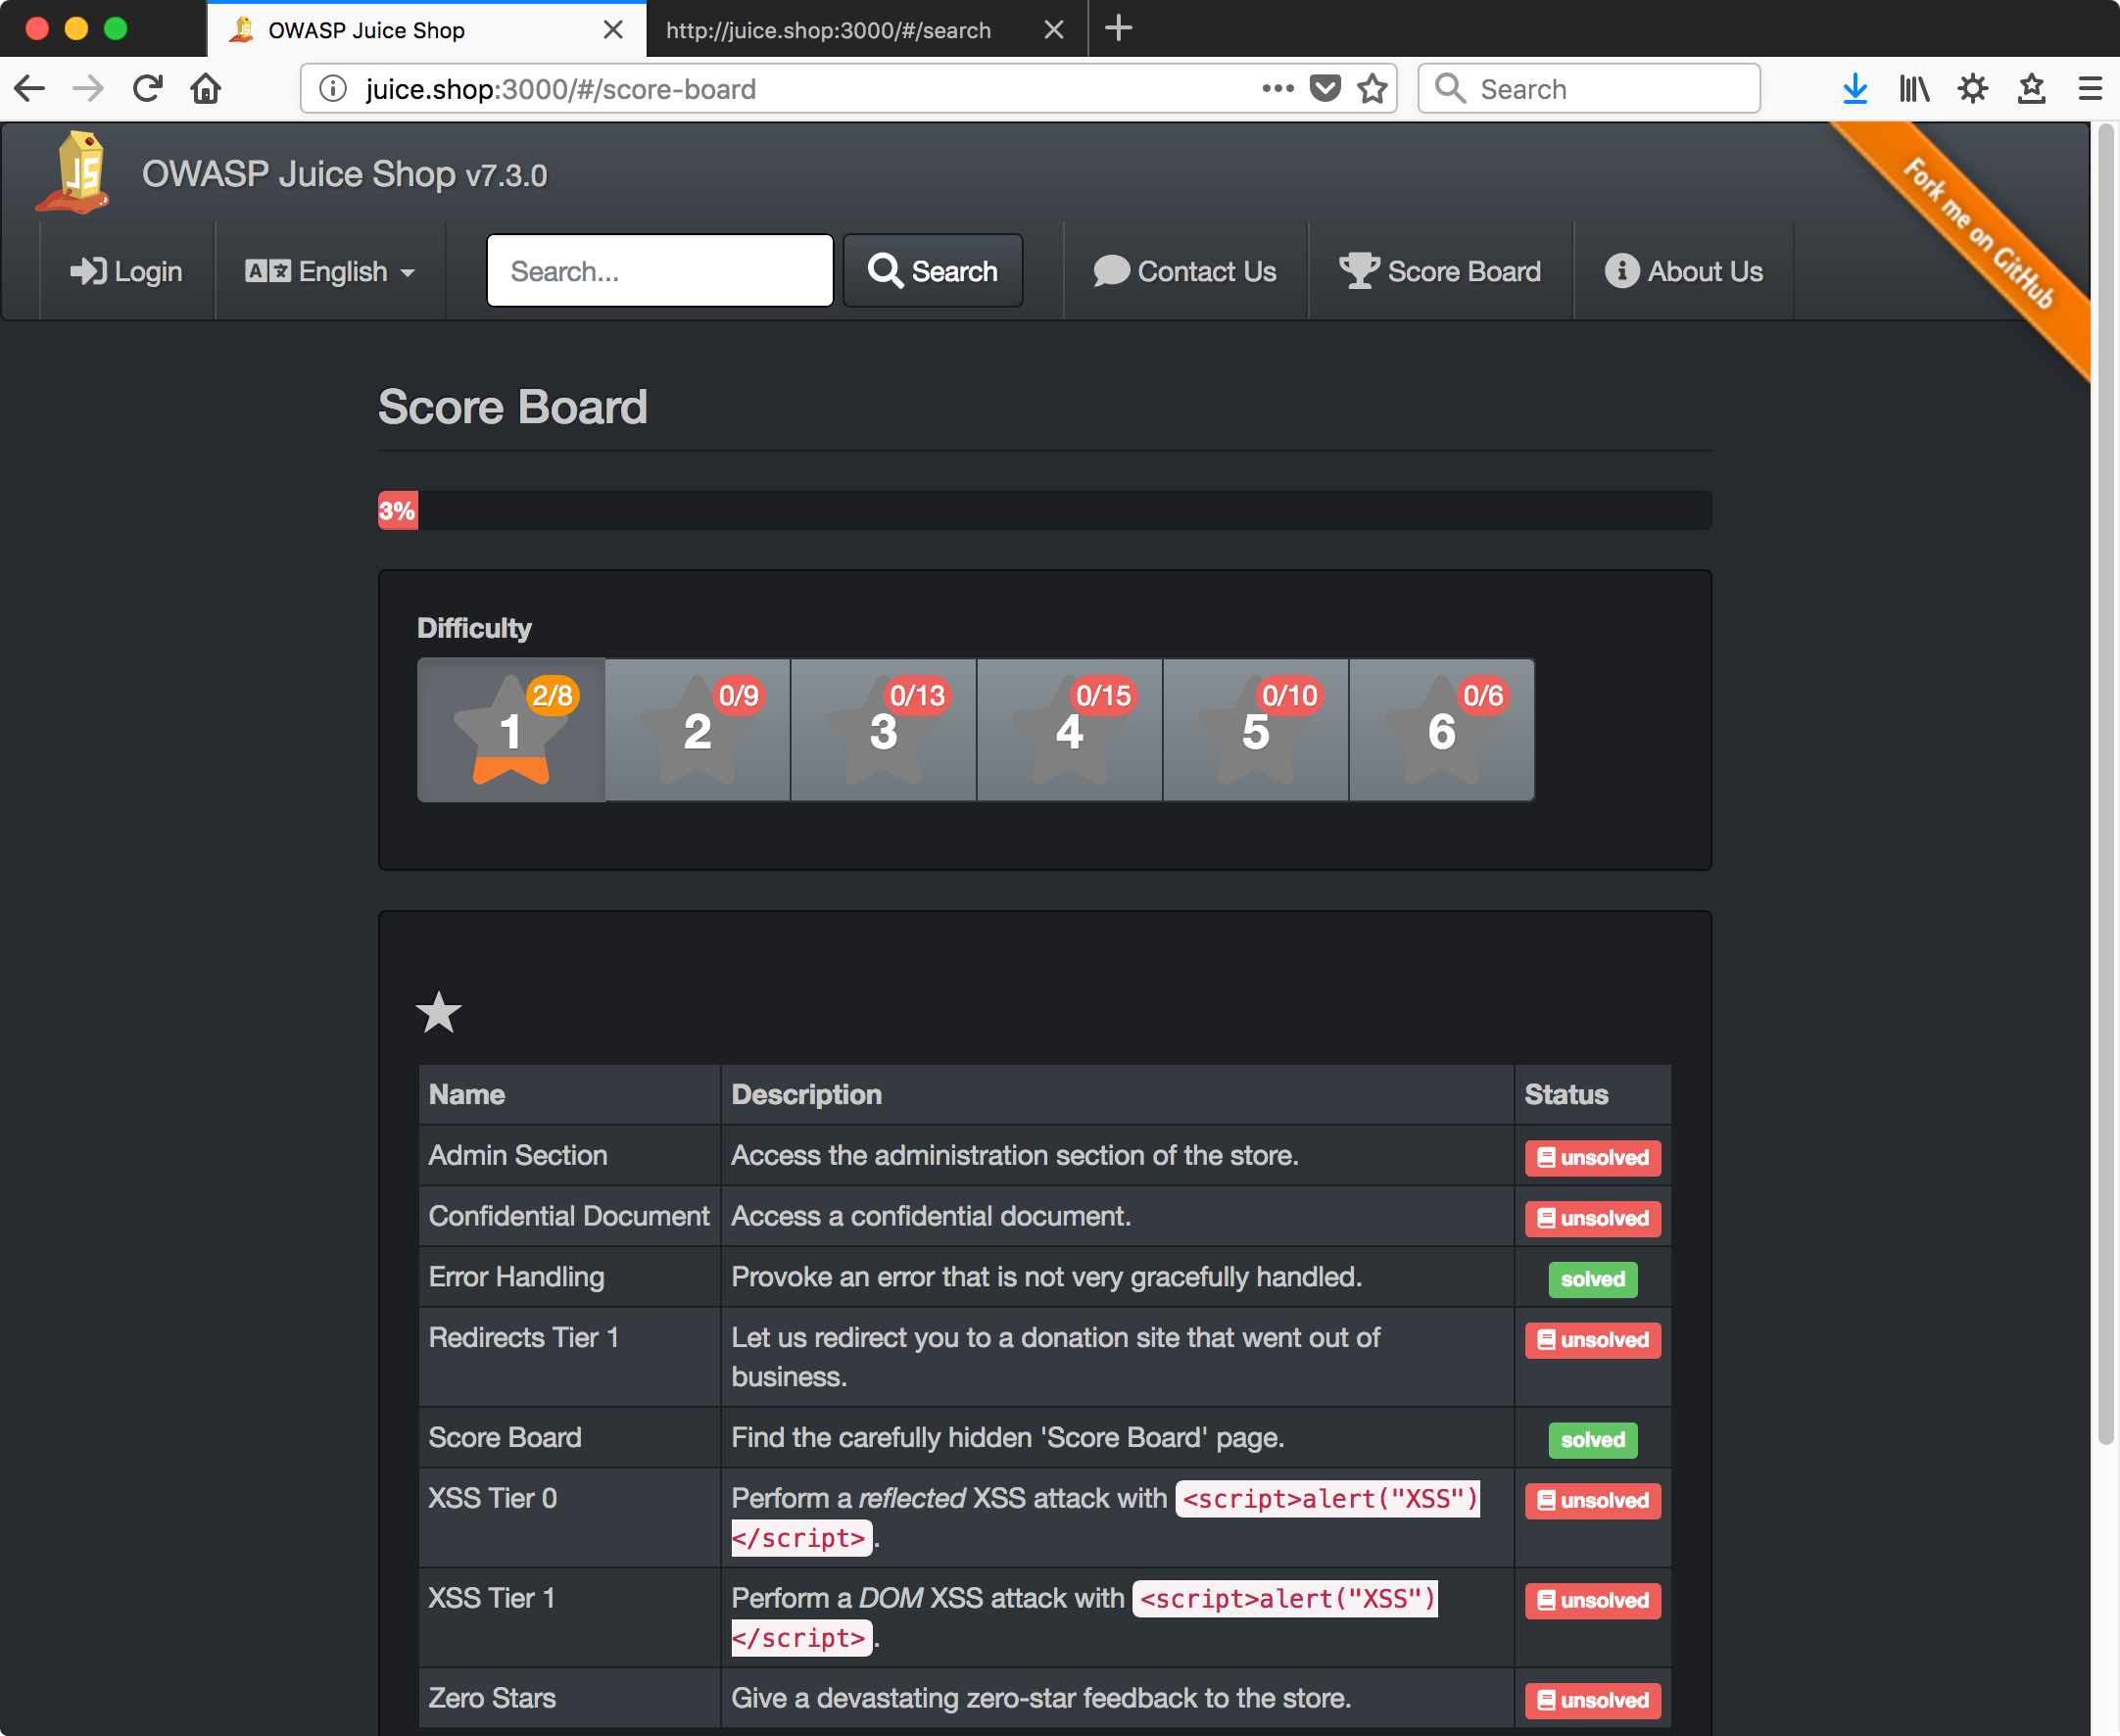 OWASP Juice Shop
http://juice.shop:3000/#/search
juice.shop:3000/#/score-board
Search
JS
OWASP Juice Shop v7.3.0
Fork me on GitHub
Login
English
Search...
Search
Contact Us
Score Board
About Us
Score Board
3%
Difficulty
1 2/8
2 0/9
3 0/13
4 0/15
5 0/10
6 0/6
Name Description Status
Admin Section Access the administration section of the store. unsolved
Confidential Document Access a confidential document. unsolved
Error Handling Provoke an error that is not very gracefully handled. solved
Redirects Tier 1 Let us redirect you to a donation site that went out of unsolved
business.
Score Board Find the carefully hidden 'Score Board' page. solved
XSS Tier 0 Perform a reflected XSS attack with <script>alert("XSS") unsolved
</script>.
XSS Tier 1 Perform a DOM XSS attack with <script>alert("XSS") unsolved
</script>.
Zero Stars Give a devastating zero-star feedback to the store. unsolved